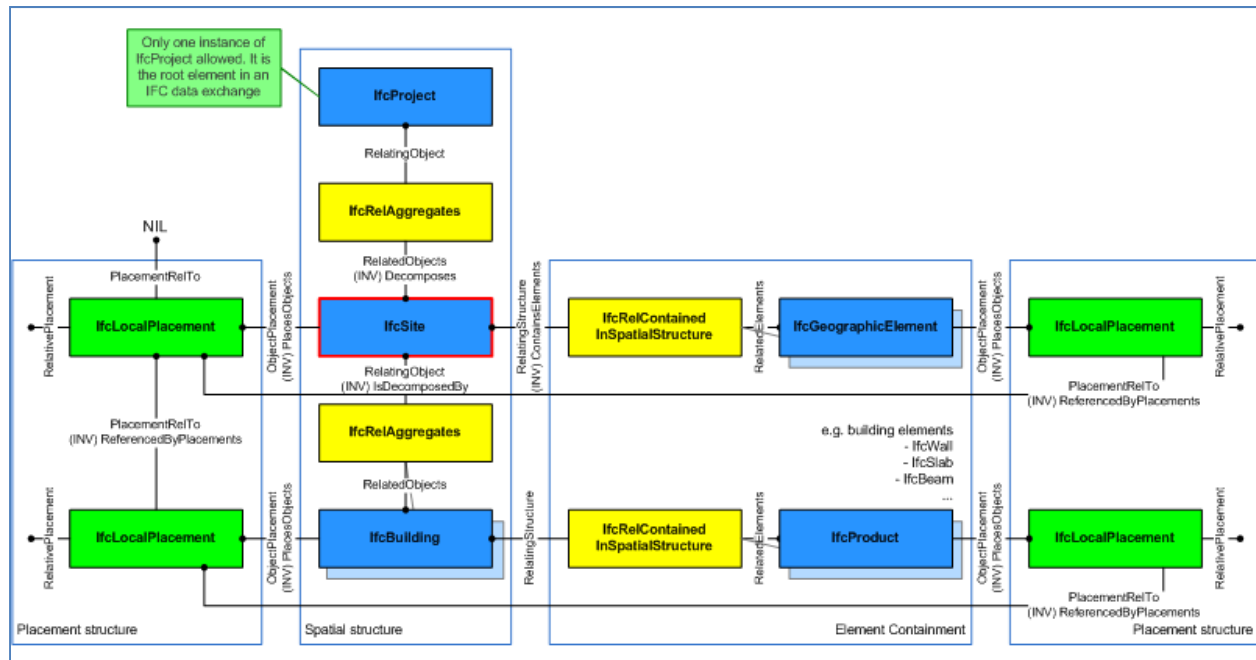 Only one instance of
IfcProject allowed. It is
the root element in an
IFC data exchange
IfcProject
RelatingObject
IfcRelAggregates
NIL
RelatedObjects
(INV) Decomposes
PlacementRelTo
RelativePlacement
IfcLocalPlacement
ObjectPlacement
(INV) PlacesObjects
IfcSite
RelatingStructure
(INV) ContainsElements
IfcRelContained
InSpatialStructure
RelatedElements
IfcGeographicElement
ObjectPlacement
(INV) PlacesObjects
IfcLocalPlacement
RelativePlacement
RelatingObject
(INV) IsDecomposedBy
PlacementRelTo
(INV) ReferencedByPlacements
PlacementRelTo
(INV) ReferencedByPlacements
IfcRelAggregates
e.g. building elements
- IfcWall
- IfcSlab
- IfcBeam
...
RelatedObjects
RelativePlacement
IfcLocalPlacement
ObjectPlacement
(INV) PlacesObjects
IfcBuilding
RelatingStructure
IfcRelContained
InSpatialStructure
RelatedElements
IfcProduct
ObjectPlacement
(INV) PlacesObjects
IfcLocalPlacement
RelativePlacement
PlacementRelTo
(INV) ReferencedByPlacements
Placement structure
Spatial structure
Element Containment
Placement structure